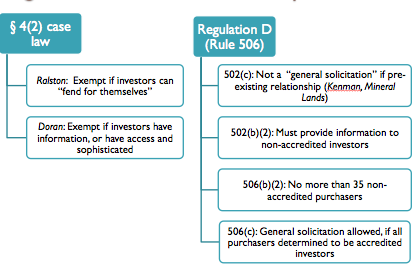 § 4(2) case
law
Ralston: Exempt if investors can
"fend for themselves"
Doran: Exempt if investors have
information, or have access and
sophisticated
Regulation D
(Rule 506)
502(c): Not a "general solicitation" if pre-
existing relationship (Kenman, Mineral
Lands)
502(b)(2): Must provide information to
non-accredited investors
506(b)(2): No more than 35 non-
accredited purchasers
506(c): General solicitation allowed, if all
purchasers determined to be accredited
investors